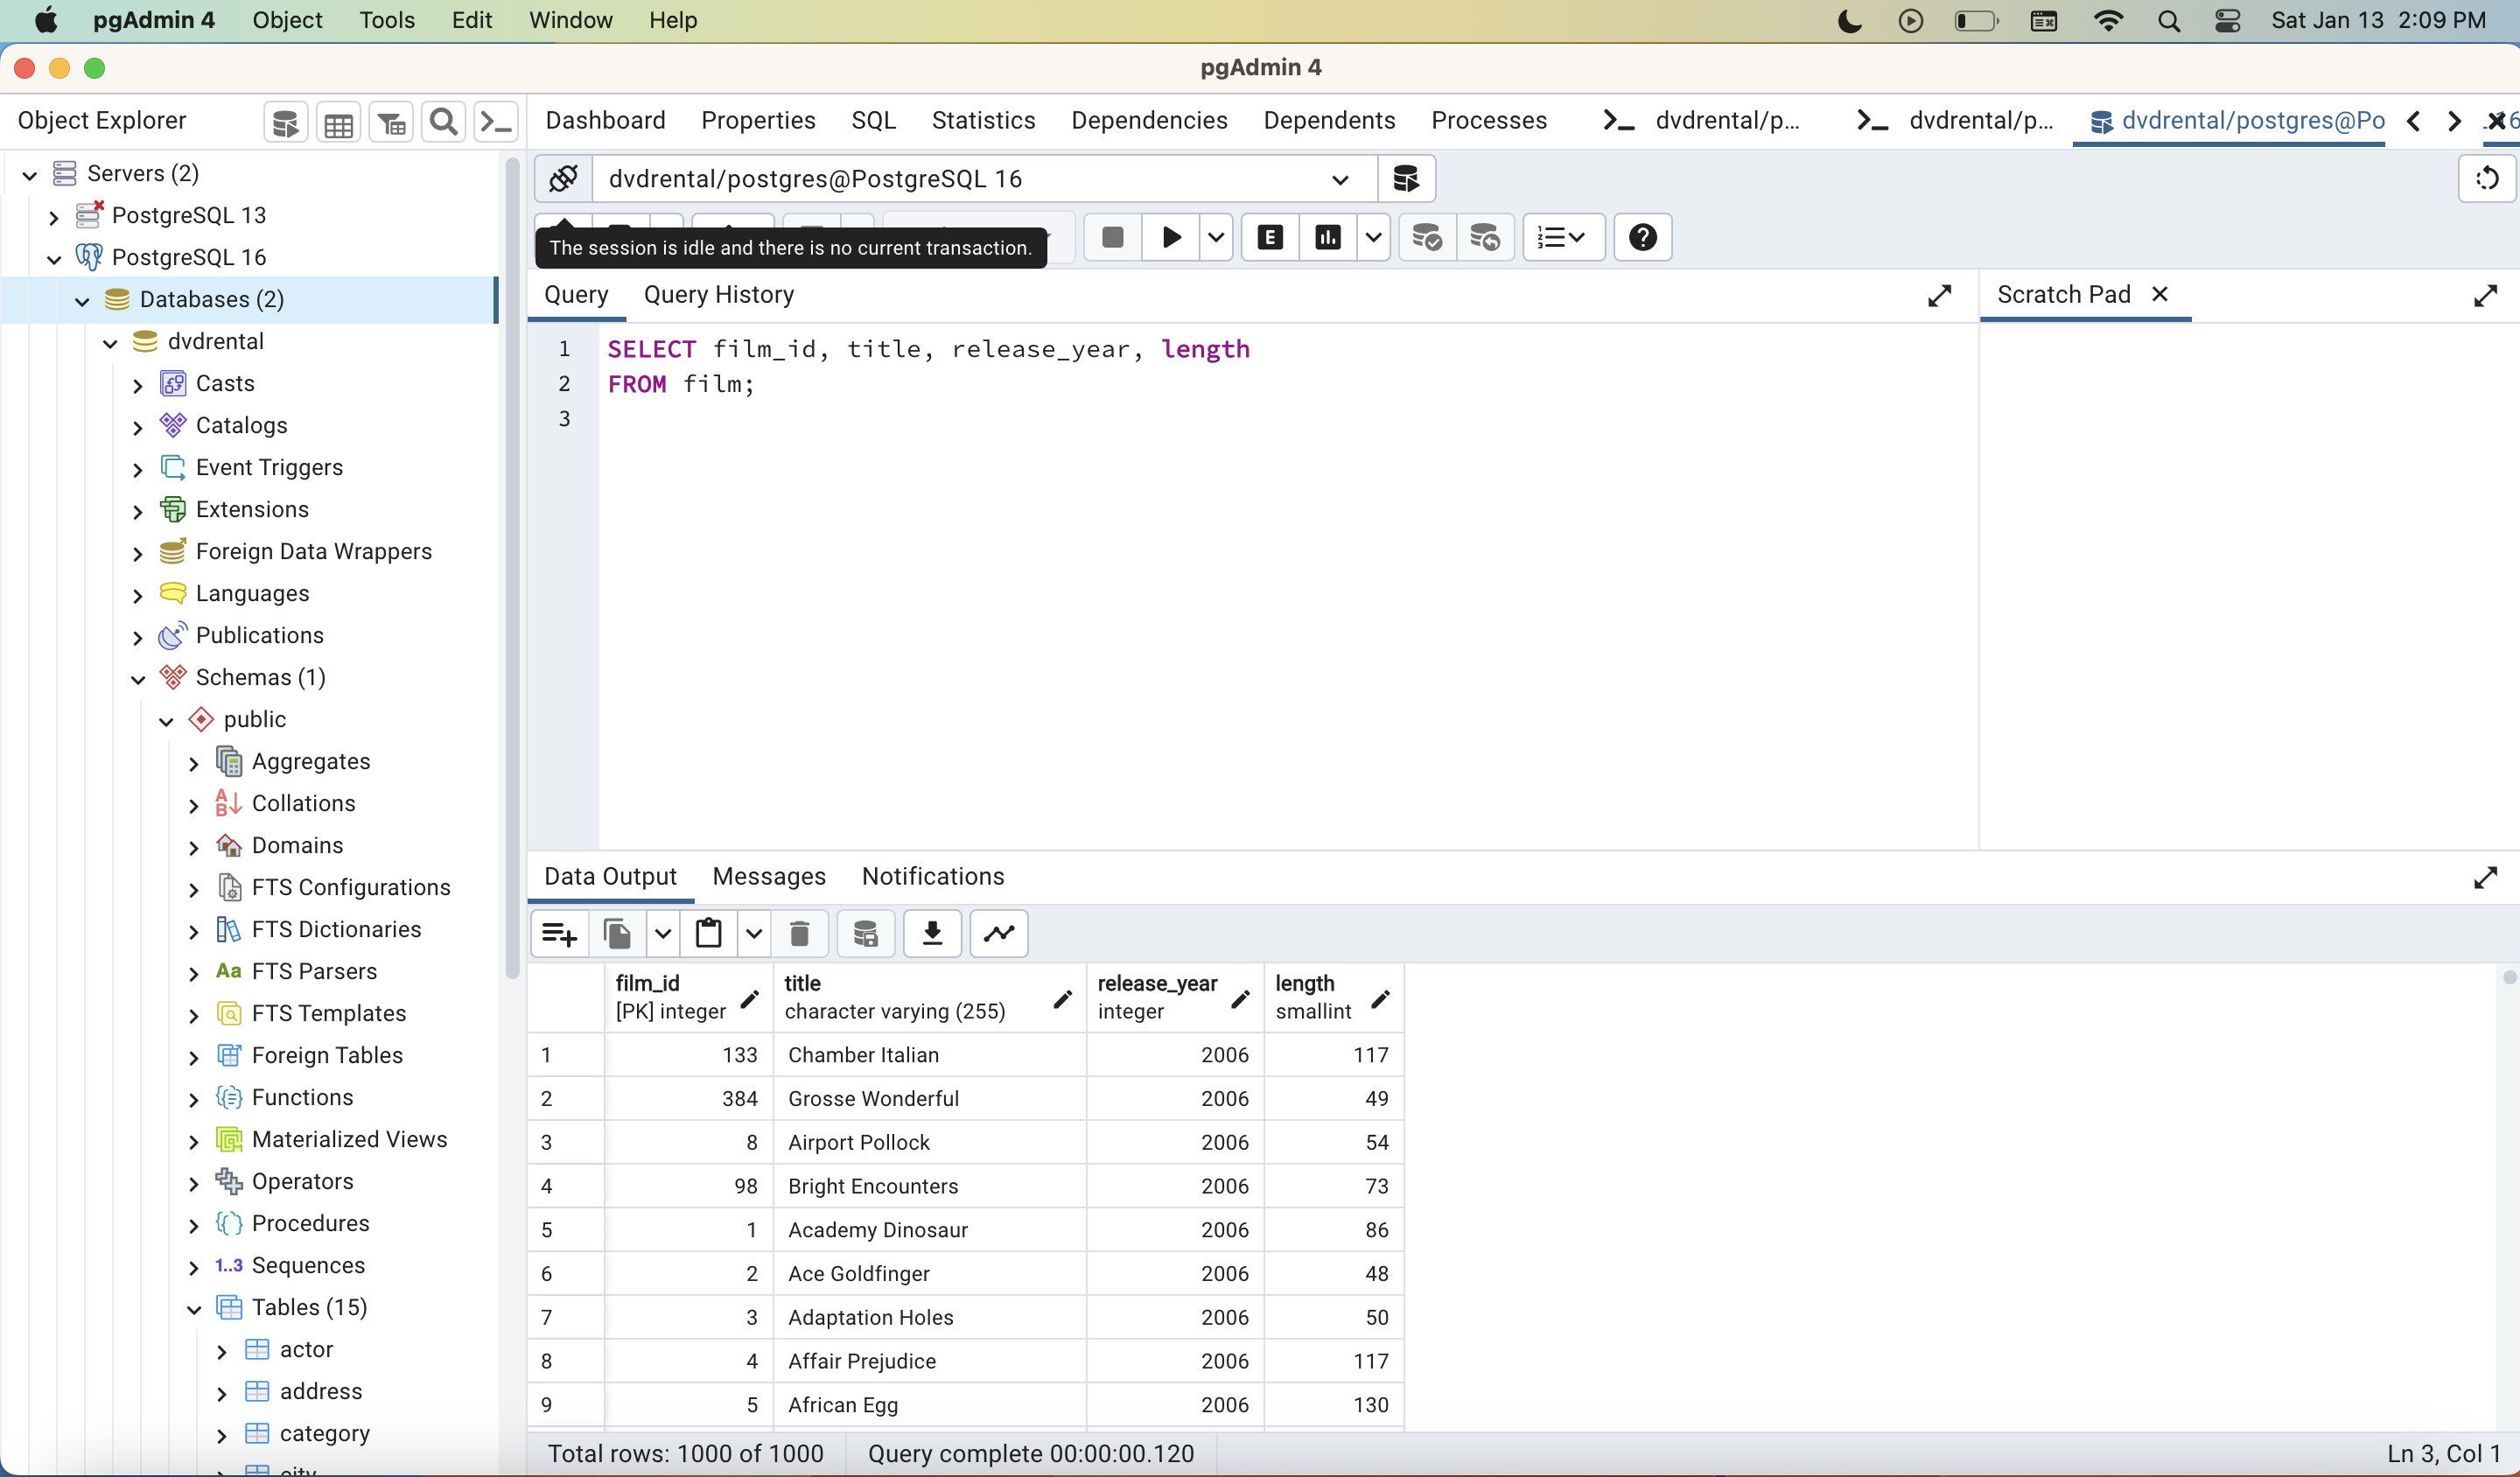 pgAdmin 4 Object Tools Edit Window Help Sat Jan 13 2:09 PM
pgAdmin 4
Object Explorer
Dashboard Properties SQL Statistics Dependencies Dependents Processes dvdrental/p... dvdrental/p... dvdrental/postgres@Po
Servers (2)
PostgreSQL 13
PostgreSQL 16
Databases (2)
dvdrental
Casts
Catalogs
Event Triggers
Extensions
Foreign Data Wrappers
Languages
Publications
Schemas (1)
public
Aggregates
Collations
Domains
FTS Configurations
FTS Dictionaries
Aa FTS Parsers
FTS Templates
Foreign Tables
Functions
Materialized Views
Operators
Procedures
1..3 Sequences
Tables (15)
actor
address
category
city
dvdrental/postgres@PostgreSQL 16
The session is idle and there is no current transaction.
E
Query Query History
Scratch Pad
1 SELECT film_id, title, release_year, length
2 FROM film;
3
Data Output Messages Notifications
film_id title release_year length
[PK] integer character varying (255) integer smallint
1 133 Chamber Italian 2006 117
2 384 Grosse Wonderful 2006 49
3 8 Airport Pollock 2006 54
4 98 Bright Encounters 2006 73
5 1 Academy Dinosaur 2006 86
6 2 Ace Goldfinger 2006 48
7 3 Adaptation Holes 2006 50
8 4 Affair Prejudice 2006 117
9 5 African Egg 2006 130
Total rows: 1000 of 1000 Query complete 00:00:00.120 Ln 3, Col 1